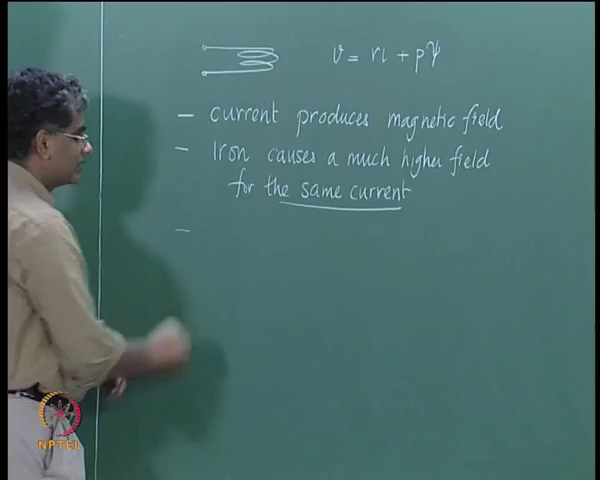 v = ri + pψ
– current produces magnetic field
– Iron causes a much higher field
for the same current
–
NPTEL